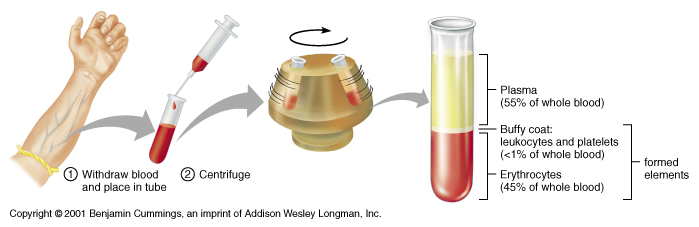 ① Withdraw blood
and place in tube
② Centrifuge
Plasma
(55% of whole blood)
Buffy coat:
leukocytes and platelets
(<1% of whole blood)
Erythrocytes
(45% of whole blood)
formed
elements
Copyright © 2001 Benjamin Cummings, an imprint of Addison Wesley Longman, Inc.